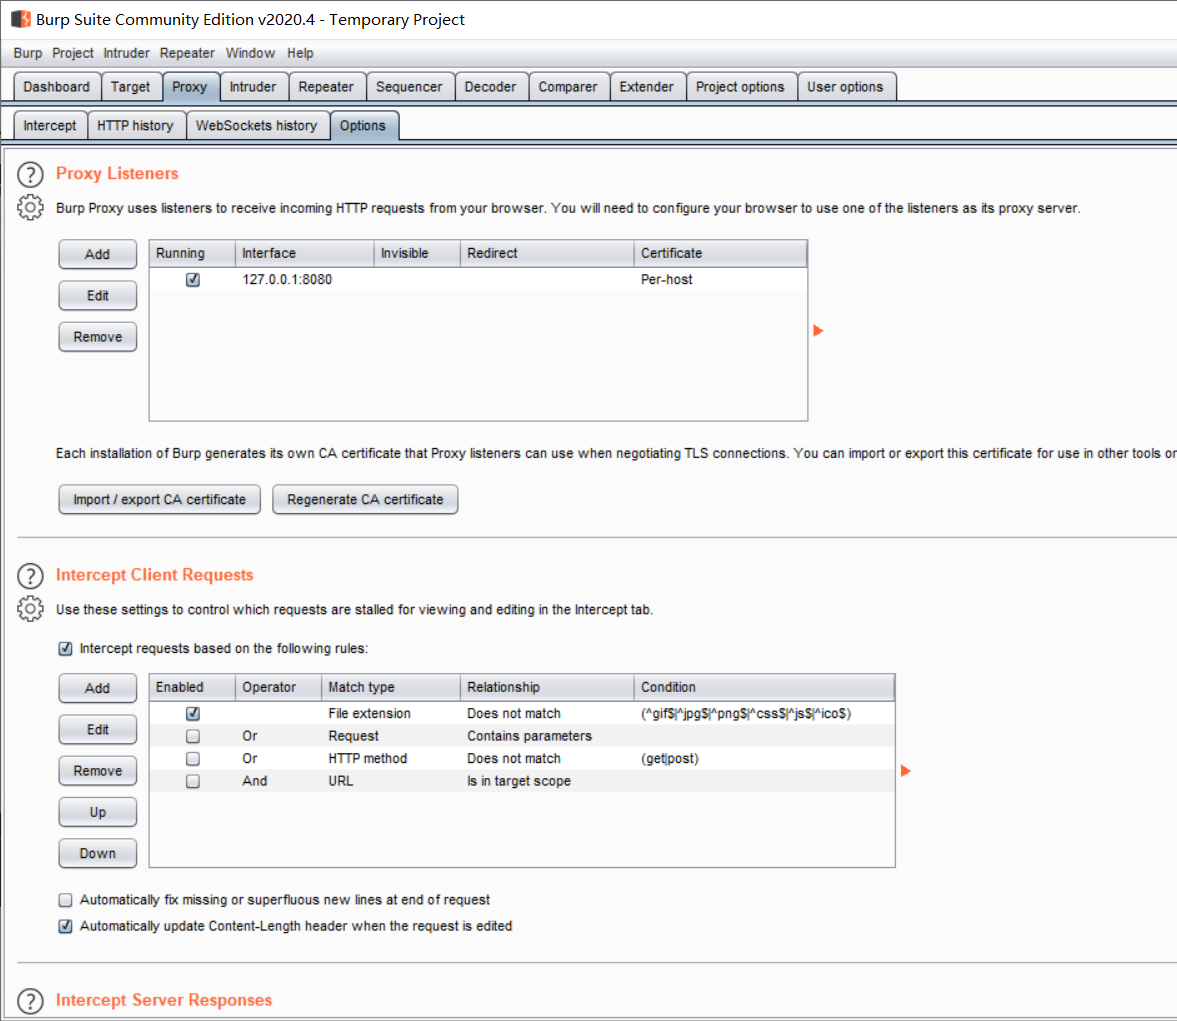 Burp Suite Community Edition v2020.4 - Temporary Project
Burp Project Intruder Repeater Window Help
Dashboard Target Proxy Intruder Repeater Sequencer Decoder Comparer Extender Project options User options
Intercept HTTP history WebSockets history Options
? Proxy Listeners
Burp Proxy uses listeners to receive incoming HTTP requests from your browser. You will need to configure your browser to use one of the listeners as its proxy server.
Add
Edit
Remove
Running Interface Invisible Redirect Certificate
127.0.0.1:8080 Per-host
Each installation of Burp generates its own CA certificate that Proxy listeners can use when negotiating TLS connections. You can import or export this certificate for use in other tools or
Import / export CA certificate Regenerate CA certificate
? Intercept Client Requests
Use these settings to control which requests are stalled for viewing and editing in the Intercept tab.
Intercept requests based on the following rules:
Add
Edit
Remove
Up
Down
Enabled Operator Match type Relationship Condition
File extension Does not match (^gif$|^jpg$|^png$|^css$|^js$|^ico$)
Or Request Contains parameters
Or HTTP method Does not match (get|post)
And URL Is in target scope
Automatically fix missing or superfluous new lines at end of request
Automatically update Content-Length header when the request is edited
? Intercept Server Responses